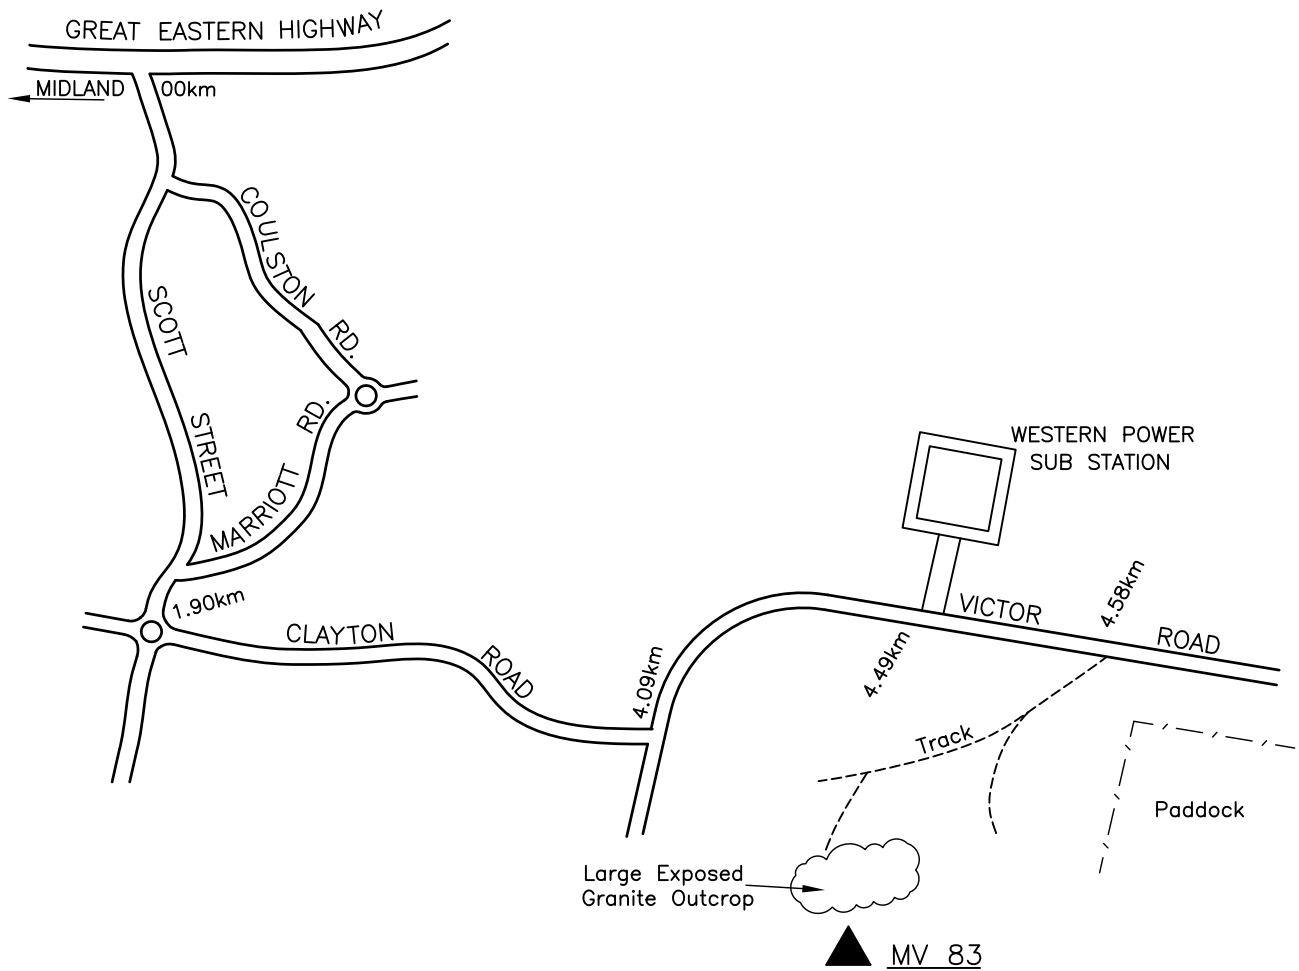 GREAT EASTERN HIGHWAY
MIDLAND
00km
COULSTON RD.
SCOTT STREET
MARRIOTT RD.
1.90km
CLAYTON ROAD
4.09km
WESTERN POWER
SUB STATION
VICTOR ROAD
4.49km
4.58km
Track
Paddock
Large Exposed
Granite Outcrop
MV 83